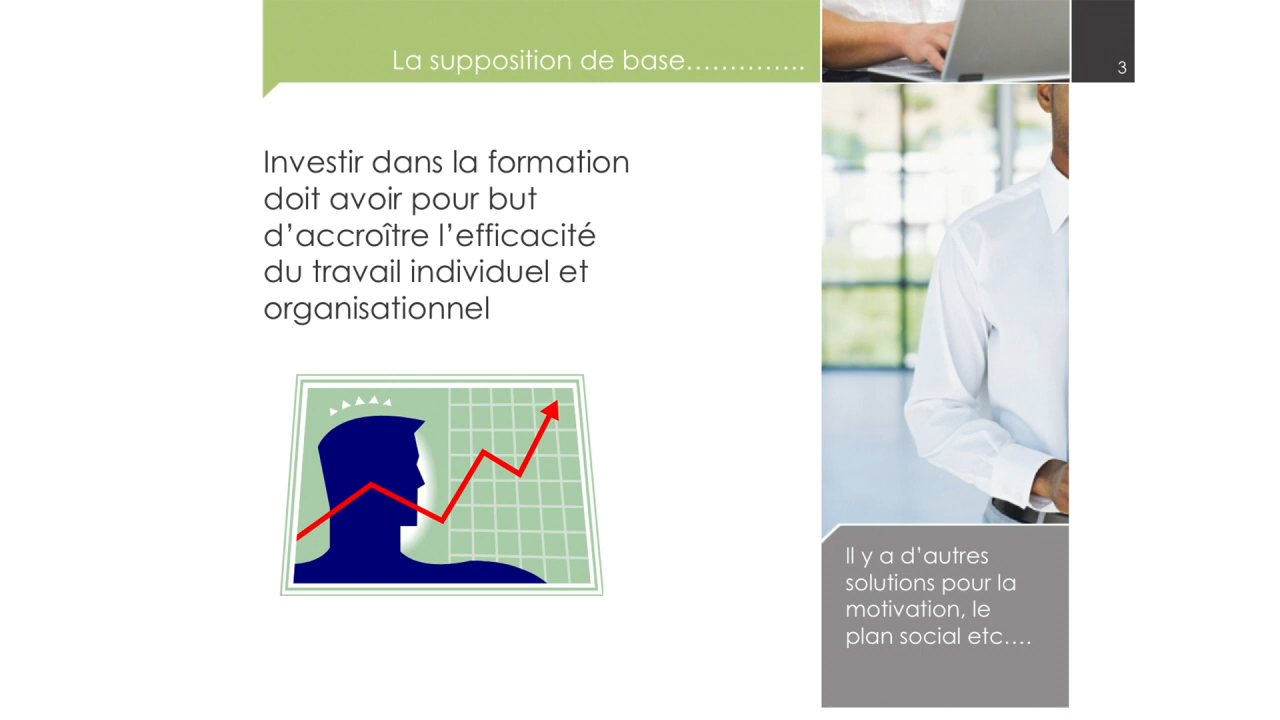 La supposition de base…………..
3
Investir dans la formation
doit avoir pour but
d’accroître l’efficacité
du travail individuel et
organisationnel
Il y a d’autres
solutions pour la
motivation, le
plan social etc….